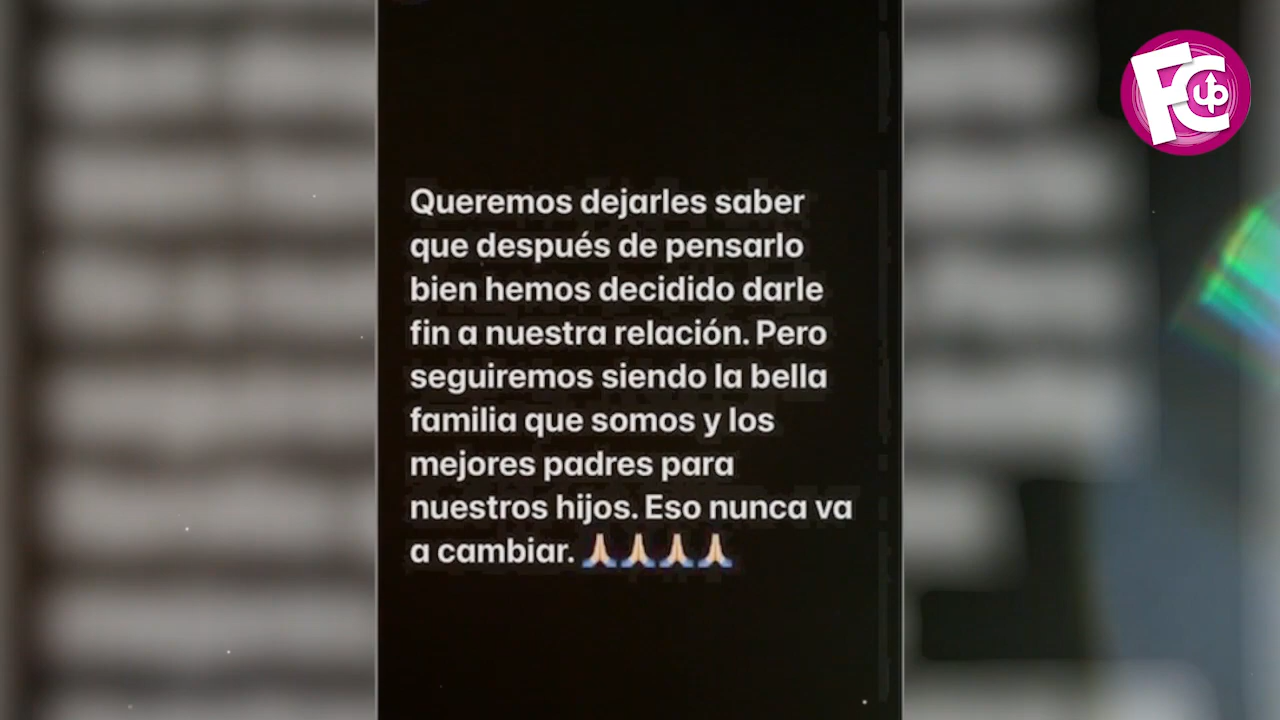 FC up
Queremos dejarles saber
que después de pensarlo
bien hemos decidido darle
fin a nuestra relación. Pero
seguiremos siendo la bella
familia que somos y los
mejores padres para
nuestros hijos. Eso nunca va
a cambiar. 🙏🏼🙏🏼🙏🏼🙏🏼